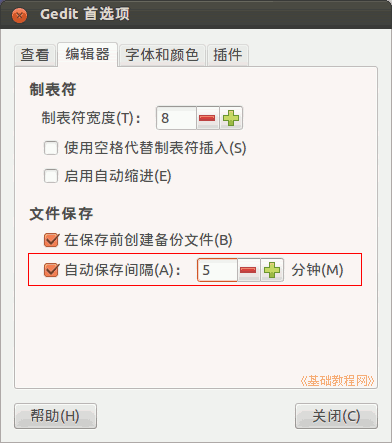 Gedit 首选项
查看 编辑器 字体和颜色 插件
制表符
制表符宽度(T): 8
使用空格代替制表符插入(S)
启用自动缩进(E)
文件保存
在保存前创建备份文件(B)
自动保存间隔(A): 5 分钟(M)
《基础教程网》
帮助(H) 关闭(C)